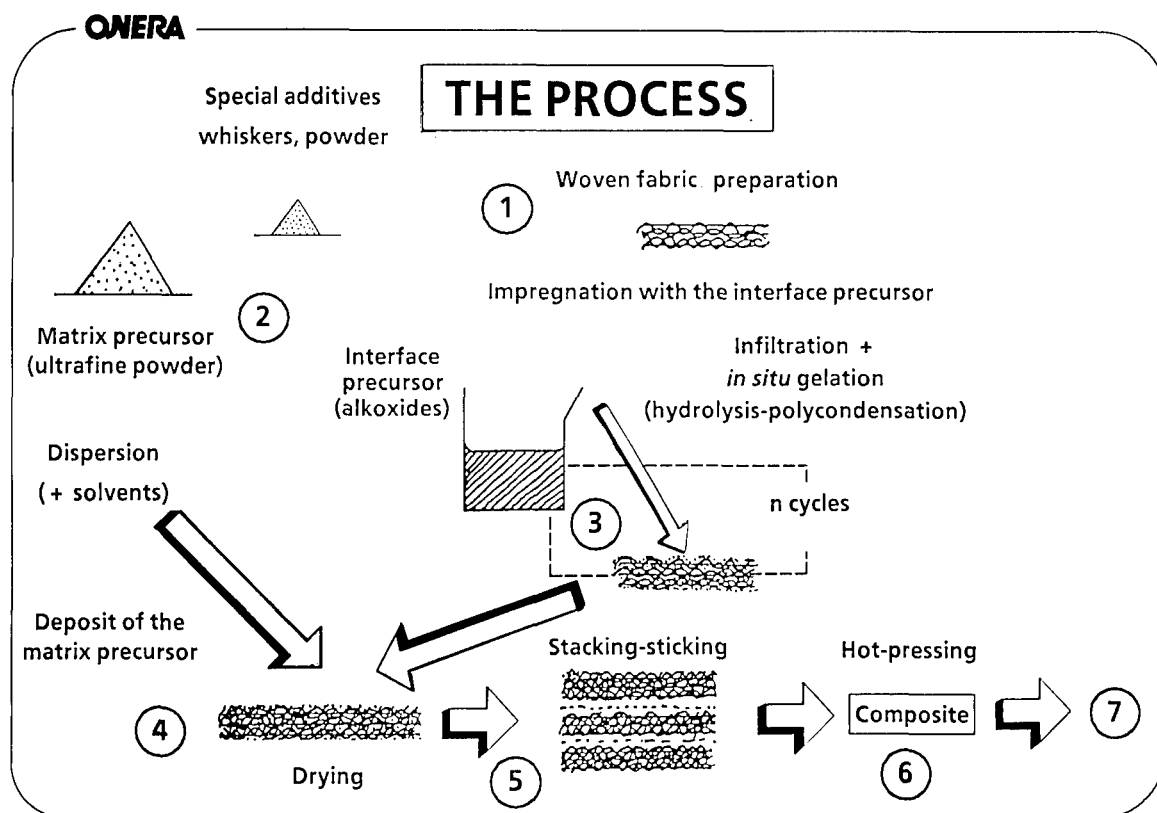 ONERA
THE PROCESS
Special additives
whiskers, powder
1
Woven fabric preparation
2
Matrix precursor
(ultrafine powder)
Impregnation with the interface precursor
Interface
precursor
(alkoxides)
Infiltration +
in situ gelation
(hydrolysis-polycondensation)
Dispersion
(+ solvents)
3
n cycles
Deposit of the
matrix precursor
4
Drying
Stacking-sticking
5
Hot-pressing
Composite
6
7